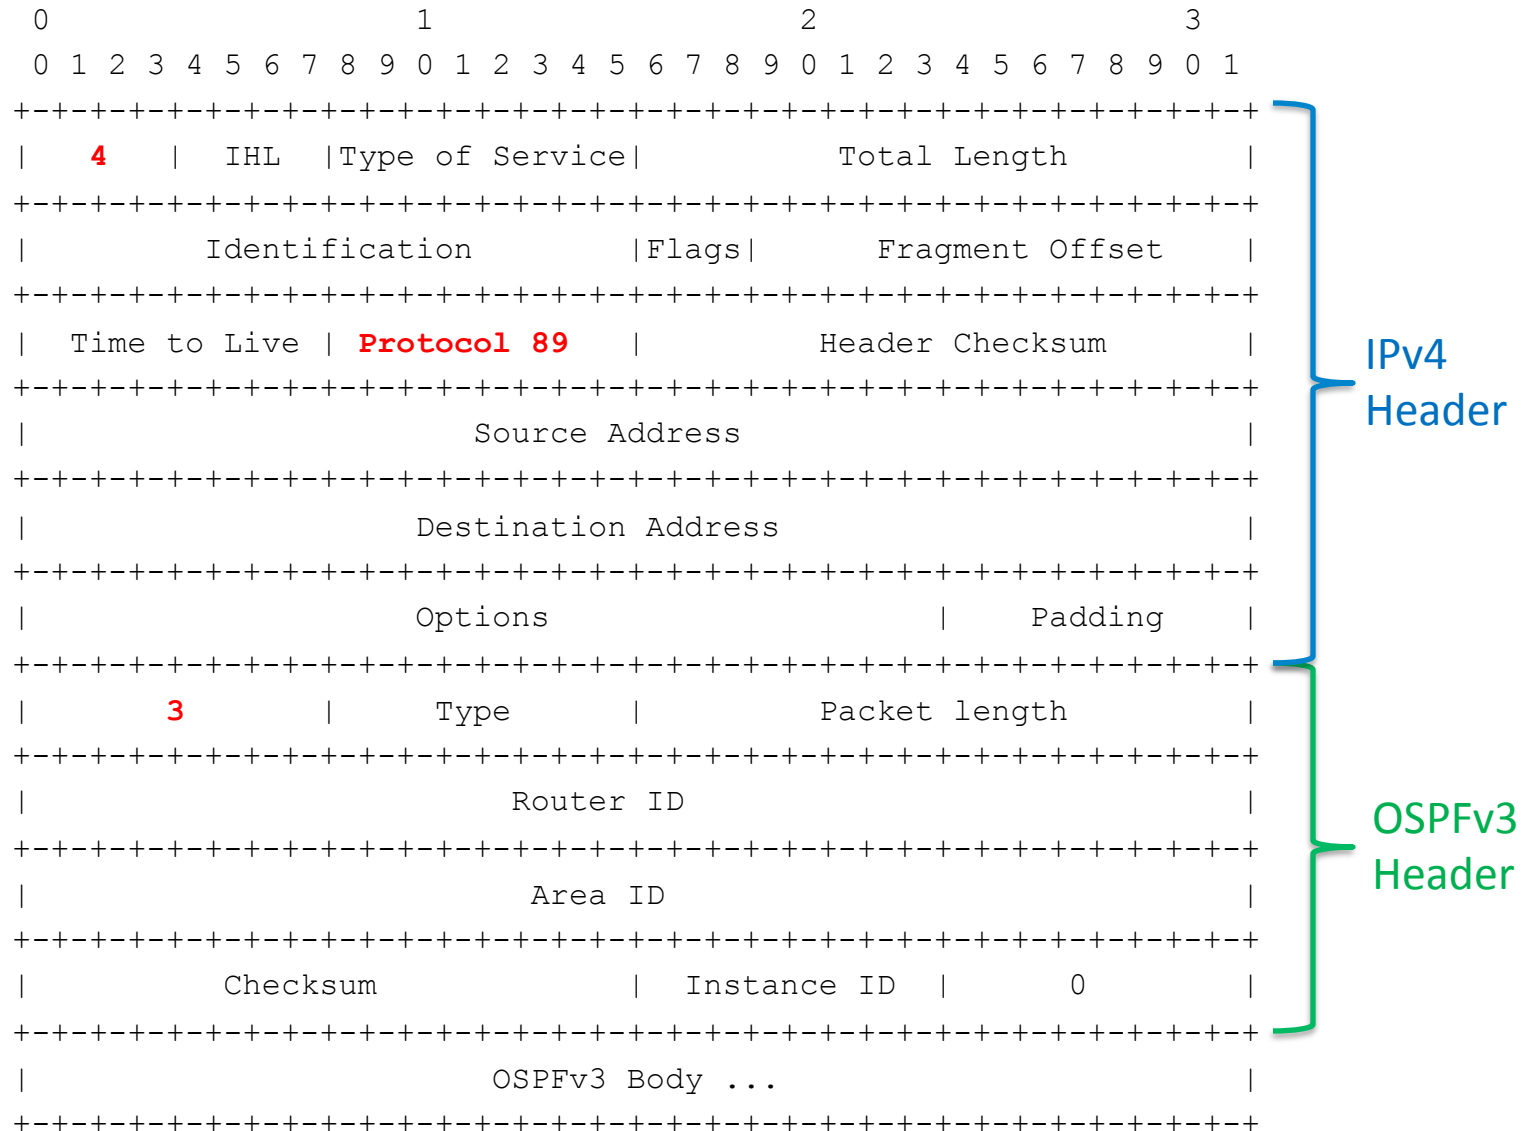 0                   1                   2                   3
0 1 2 3 4 5 6 7 8 9 0 1 2 3 4 5 6 7 8 9 0 1 2 3 4 5 6 7 8 9 0 1
+-+-+-+-+-+-+-+-+-+-+-+-+-+-+-+-+-+-+-+-+-+-+-+-+-+-+-+-+-+-+-+-+
|   4   |  IHL  |Type of Service|          Total Length         |
+-+-+-+-+-+-+-+-+-+-+-+-+-+-+-+-+-+-+-+-+-+-+-+-+-+-+-+-+-+-+-+-+
|         Identification        |Flags|      Fragment Offset    |
+-+-+-+-+-+-+-+-+-+-+-+-+-+-+-+-+-+-+-+-+-+-+-+-+-+-+-+-+-+-+-+-+
|  Time to Live | Protocol 89   |         Header Checksum       |
+-+-+-+-+-+-+-+-+-+-+-+-+-+-+-+-+-+-+-+-+-+-+-+-+-+-+-+-+-+-+-+-+
|                       Source Address                          |
+-+-+-+-+-+-+-+-+-+-+-+-+-+-+-+-+-+-+-+-+-+-+-+-+-+-+-+-+-+-+-+-+
|                    Destination Address                        |
+-+-+-+-+-+-+-+-+-+-+-+-+-+-+-+-+-+-+-+-+-+-+-+-+-+-+-+-+-+-+-+-+
|                    Options                    |    Padding    |
+-+-+-+-+-+-+-+-+-+-+-+-+-+-+-+-+-+-+-+-+-+-+-+-+-+-+-+-+-+-+-+-+
|       3       |     Type      |         Packet length         |
+-+-+-+-+-+-+-+-+-+-+-+-+-+-+-+-+-+-+-+-+-+-+-+-+-+-+-+-+-+-+-+-+
|                         Router ID                             |
+-+-+-+-+-+-+-+-+-+-+-+-+-+-+-+-+-+-+-+-+-+-+-+-+-+-+-+-+-+-+-+-+
|                          Area ID                              |
+-+-+-+-+-+-+-+-+-+-+-+-+-+-+-+-+-+-+-+-+-+-+-+-+-+-+-+-+-+-+-+-+
|          Checksum             |  Instance ID  |      0        |
+-+-+-+-+-+-+-+-+-+-+-+-+-+-+-+-+-+-+-+-+-+-+-+-+-+-+-+-+-+-+-+-+
|                        OSPFv3 Body ...                        |
+-+-+-+-+-+-+-+-+-+-+-+-+-+-+-+-+-+-+-+-+-+-+-+-+-+-+-+-+-+-+-+-+
IPv4
Header
OSPFv3
Header